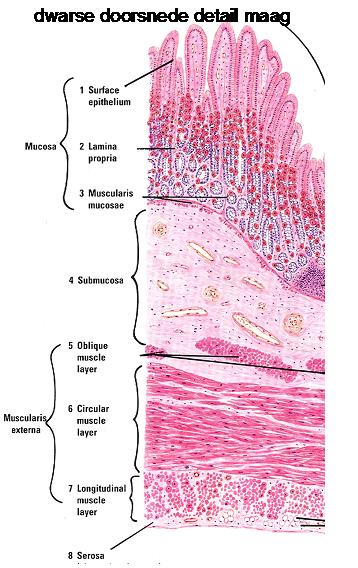 dwarse doorsnede detail maag
1 Surface
epithelium
Mucosa
2 Lamina
propria
3 Muscularis
mucosae
4 Submucosa
5 Oblique
muscle
layer
Muscularis
externa
6 Circular
muscle
layer
7 Longitudinal
muscle
layer
8 Serosa